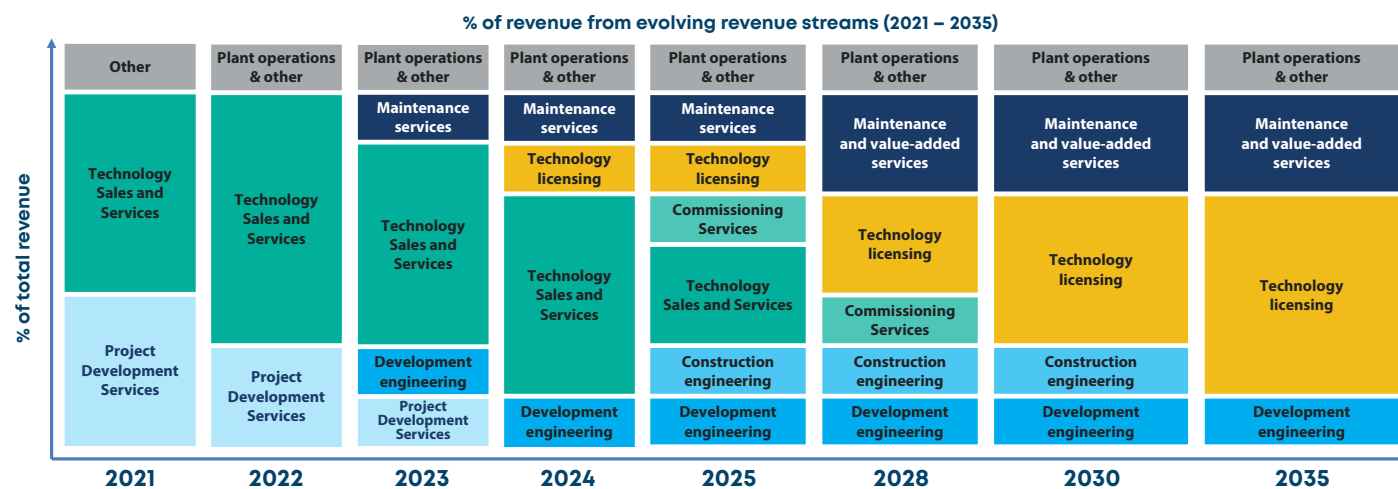 % of revenue from evolving revenue streams (2021 – 2035)
% of total revenue
Other
Technology
Sales and
Services
Project
Development
Services
2021
Plant operations
& other
Technology
Sales and
Services
Project
Development
Services
2022
Plant operations
& other
Maintenance
services
Technology
Sales and
Services
Development
engineering
Project
Development
Services
2023
Plant operations
& other
Maintenance
services
Technology
licensing
Technology
Sales and
Services
Development
engineering
2024
Plant operations
& other
Maintenance
services
Technology
licensing
Commissioning
Services
Technology
Sales and Services
Construction
engineering
Development
engineering
2025
Plant operations
& other
Maintenance
and value-added
services
Technology
licensing
Commissioning
Services
Construction
engineering
Development
engineering
2028
Plant operations
& other
Maintenance
and value-added
services
Technology
licensing
Construction
engineering
Development
engineering
2030
Plant operations
& other
Maintenance
and value-added
services
Technology
licensing
Development
engineering
2035